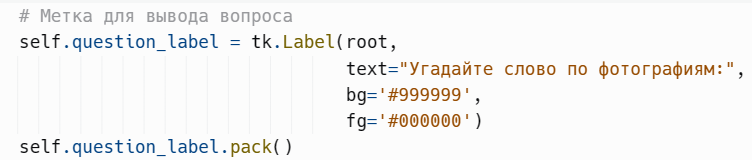 # Метка для вывода вопроса
self.question_label = tk.Label(root,
text="Угадайте слово по фотографиям:",
bg='#999999',
fg='#000000')
self.question_label.pack()